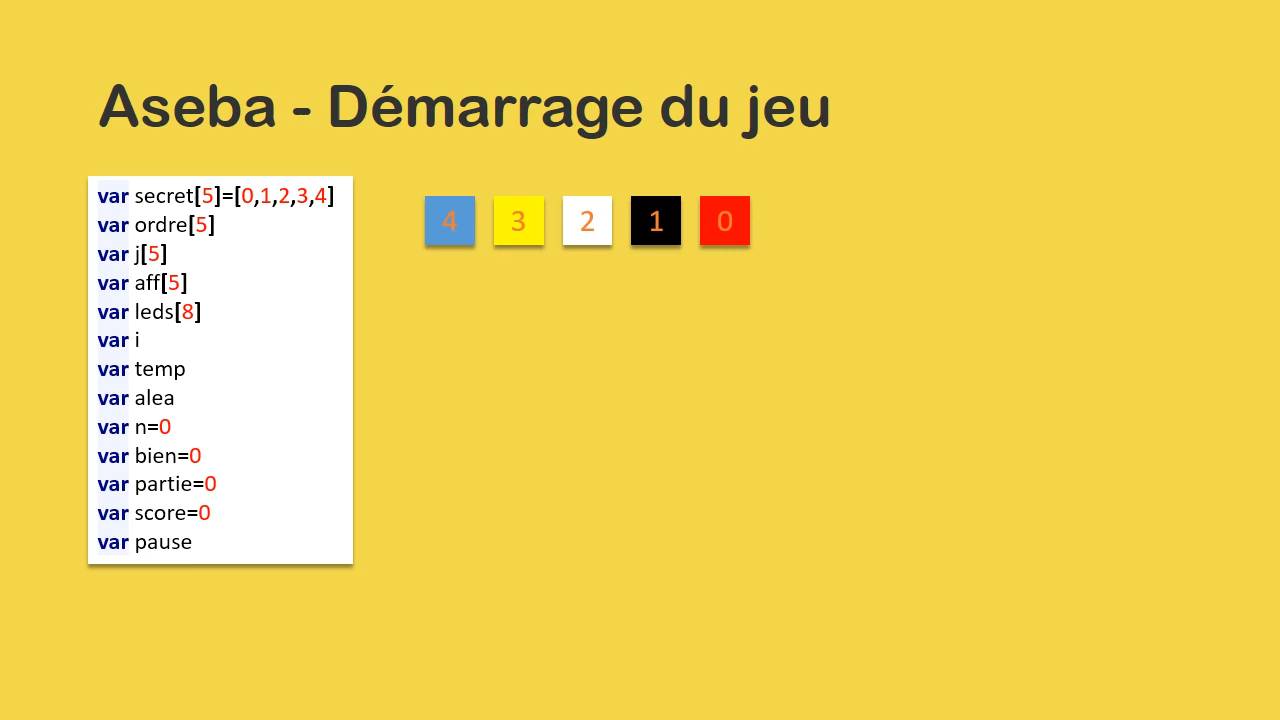 Aseba - Démarrage du jeu
var secret[5]=[0,1,2,3,4]
var ordre[5]
var j[5]
var aff[5]
var leds[8]
var i
var temp
var alea
var n=0
var bien=0
var partie=0
var score=0
var pause
4 3 2 1 0